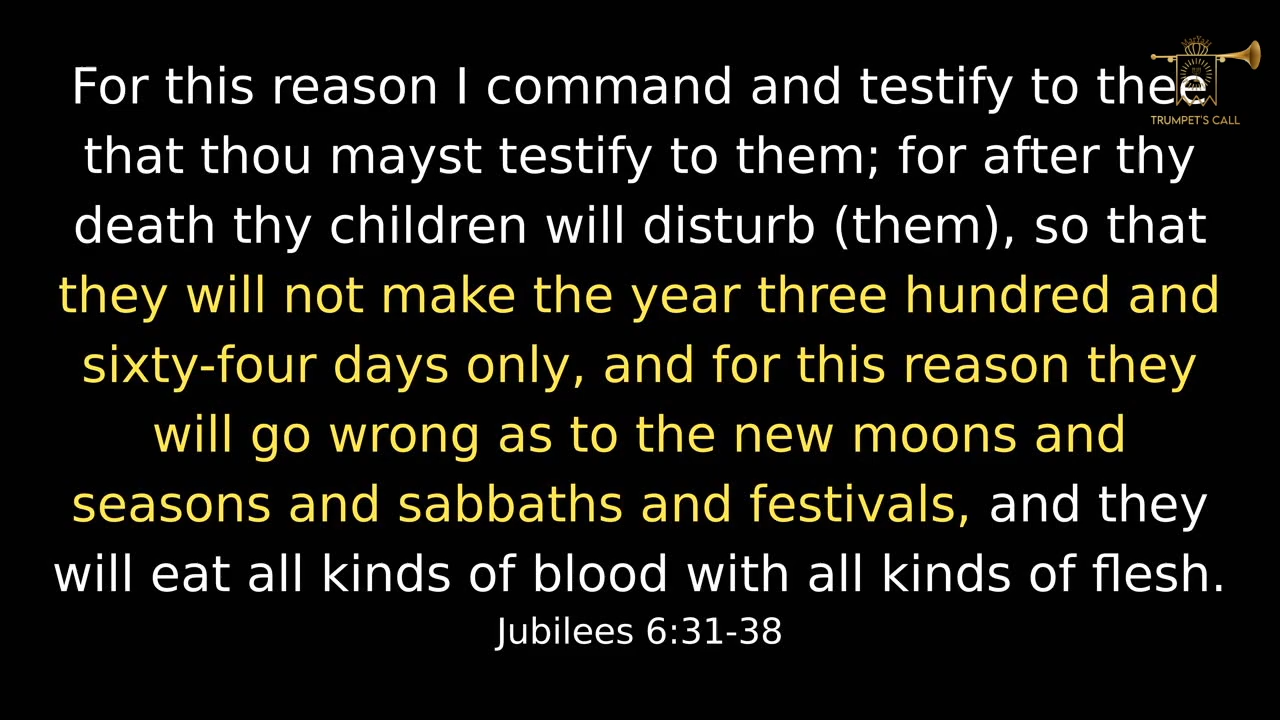 For this reason I command and testify to thee
that thou mayst testify to them; for after thy
death thy children will disturb (them), so that
they will not make the year three hundred and
sixty-four days only, and for this reason they
will go wrong as to the new moons and
seasons and sabbaths and festivals, and they
will eat all kinds of blood with all kinds of flesh.
Jubilees 6:31-38
TRUMPET'S CALL